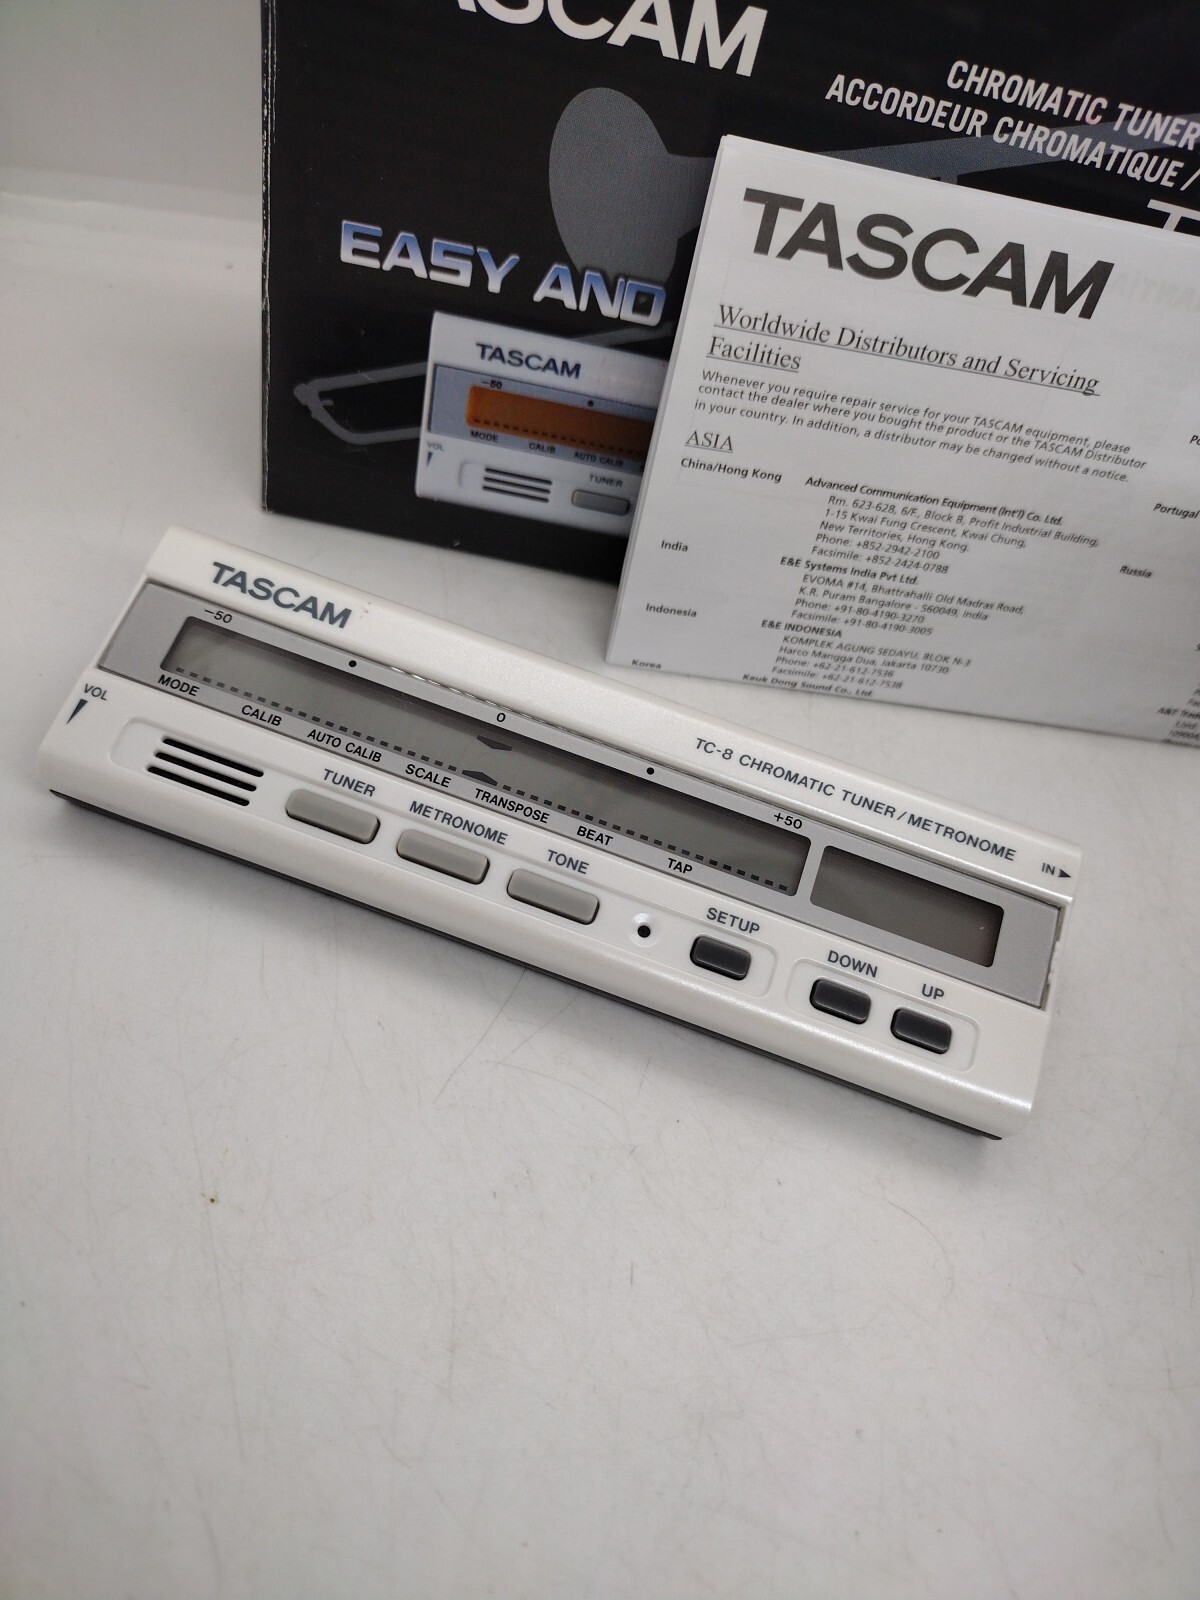 TASCAM
CHROMATIC TUNER
ACCORDEUR CHROMATIQUE /
EASY AND
TASCAM
-50
MODE
CALIB
AUTO CALIB
VOL
TUNER
TASCAM
Worldwide Distributors and Servicing
Facilities
Whenever you require repair service for your TASCAM equipment, please
contact the dealer where you bought the product or the TASCAM Distributor
in your country. In addition, a distributor may be changed without a notice.
ASIA
China/Hong Kong
Advanced Communication Equipment (Int'l) Co. Ltd.
Rm. 623-628, 6/F., Block B, Profit Industrial Building,
1-15 Kwai Fung Crescent, Kwai Chung,
New Territories, Hong Kong.
Phone: +852-2942-2100
Facsimile: +852-2424-0788
India
E&E Systems India Pvt Ltd.
EVOMA #14, Bhattrahalli Old Madras Road,
K.R. Puram Bangalore - 560049, India
Phone: +91-80-4190-3270
Facsimile: +91-80-4190-3005
Indonesia
E&E INDONESIA
KOMPLEK AGUNG SEDAYU, BLOK N-3
Harco Mangga Dua, Jakarta 10730
Phone: +62-21-612-7536
Facsimile: +62-21-612-7538
Korea
Keuk Dong Sound Co., Ltd.
Portugal
Russia
TASCAM
-50
0
+50
TC-8 CHROMATIC TUNER/METRONOME
IN
MODE
CALIB
AUTO CALIB
SCALE
TRANSPOSE
BEAT
TAP
VOL
TUNER
METRONOME
TONE
SETUP
DOWN
UP